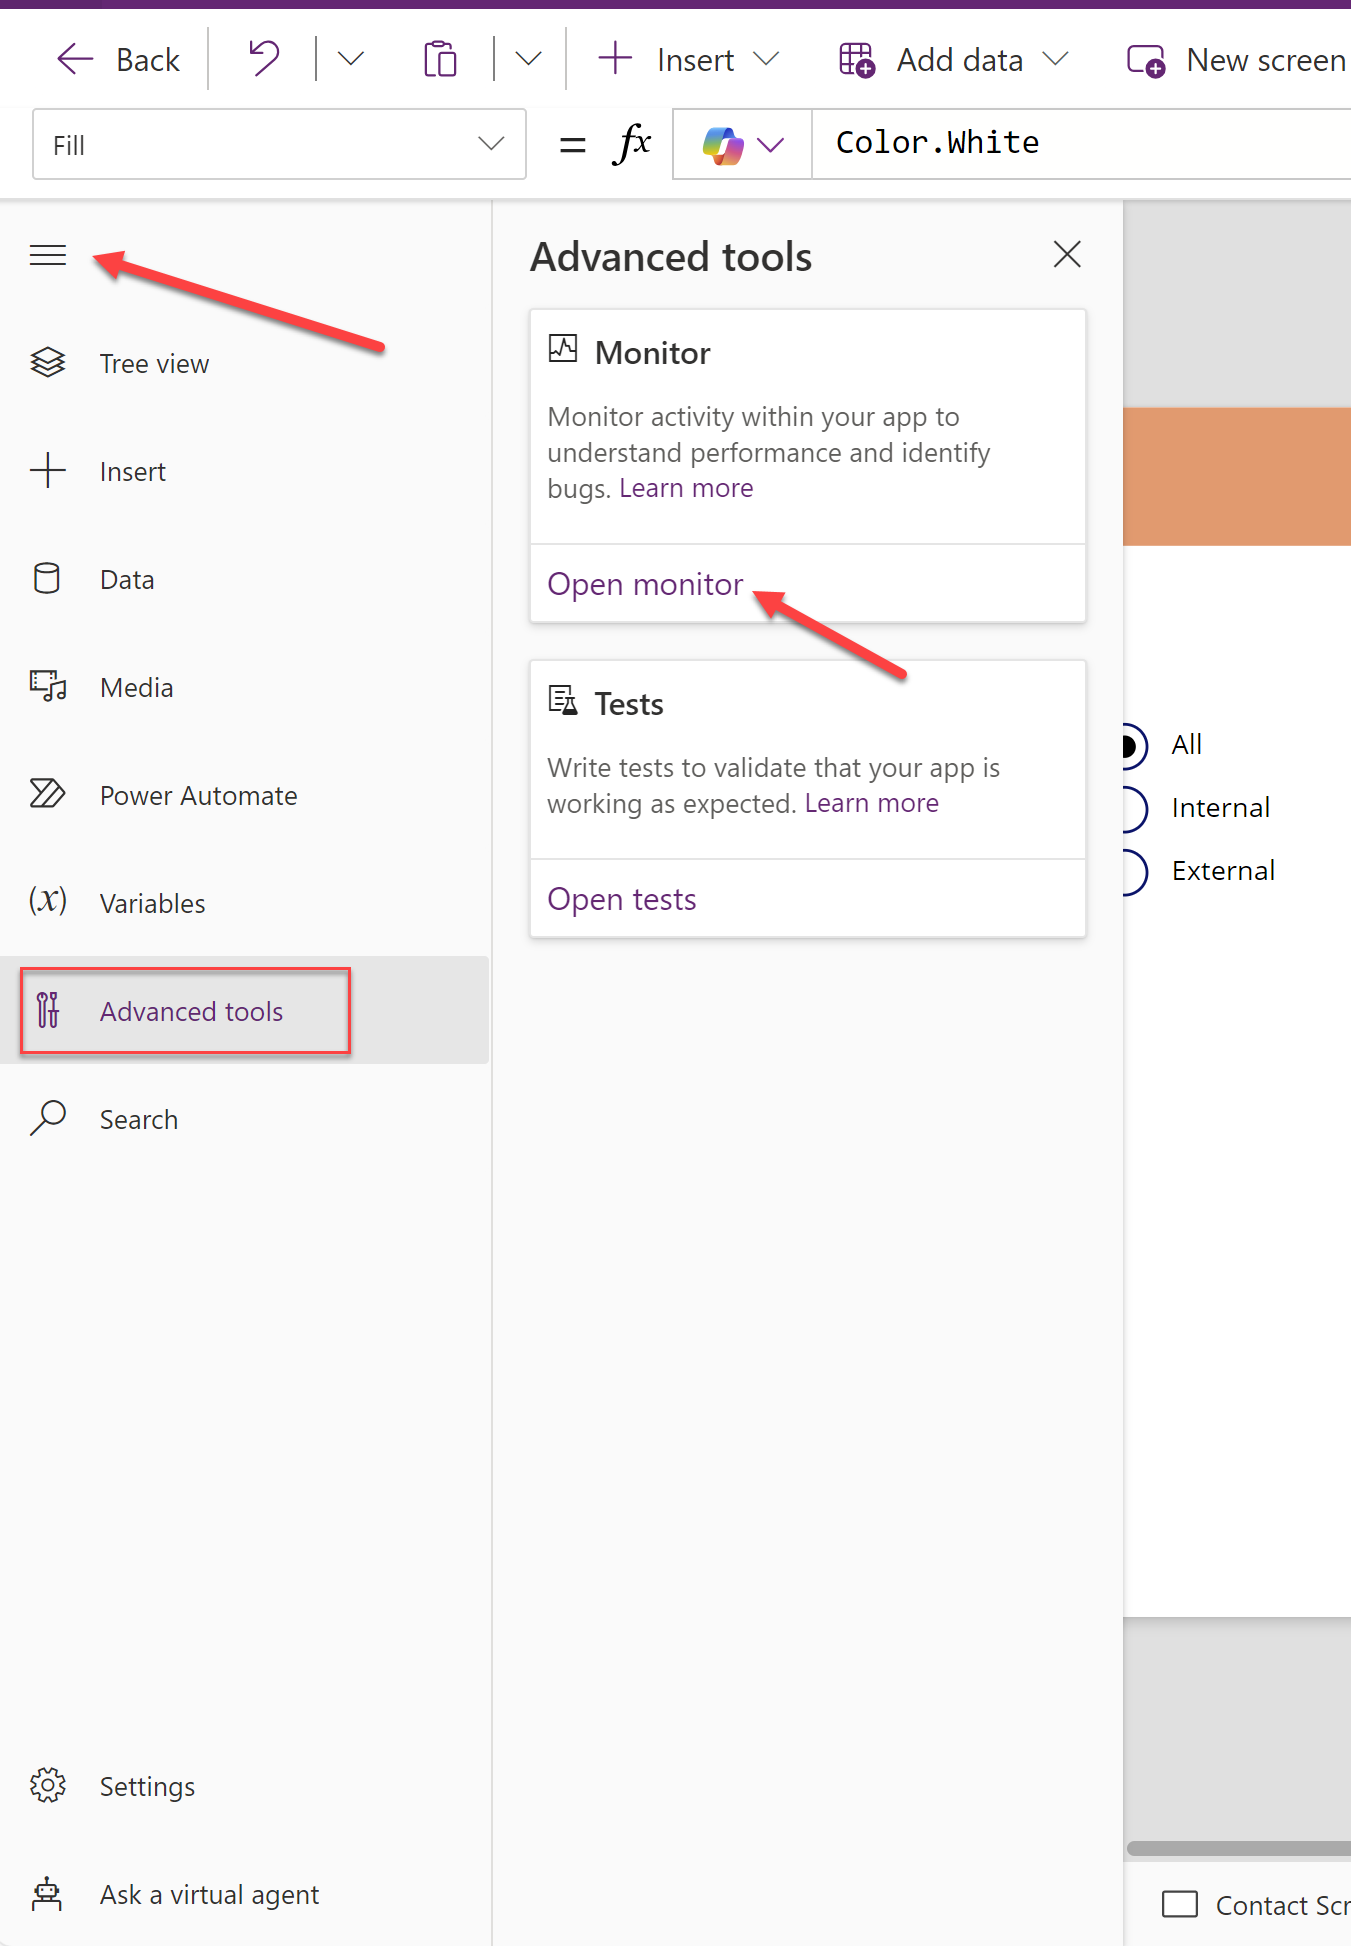 Back
Insert
Add data
New screen
Fill
= fx
Color.White
Tree view
Insert
Data
Media
Power Automate
(x) Variables
Advanced tools
Search
Settings
Ask a virtual agent
Advanced tools
Monitor
Monitor activity within your app to
understand performance and identify
bugs. Learn more
Open monitor
Tests
Write tests to validate that your app is
working as expected. Learn more
Open tests
All
Internal
External
Contact Scr